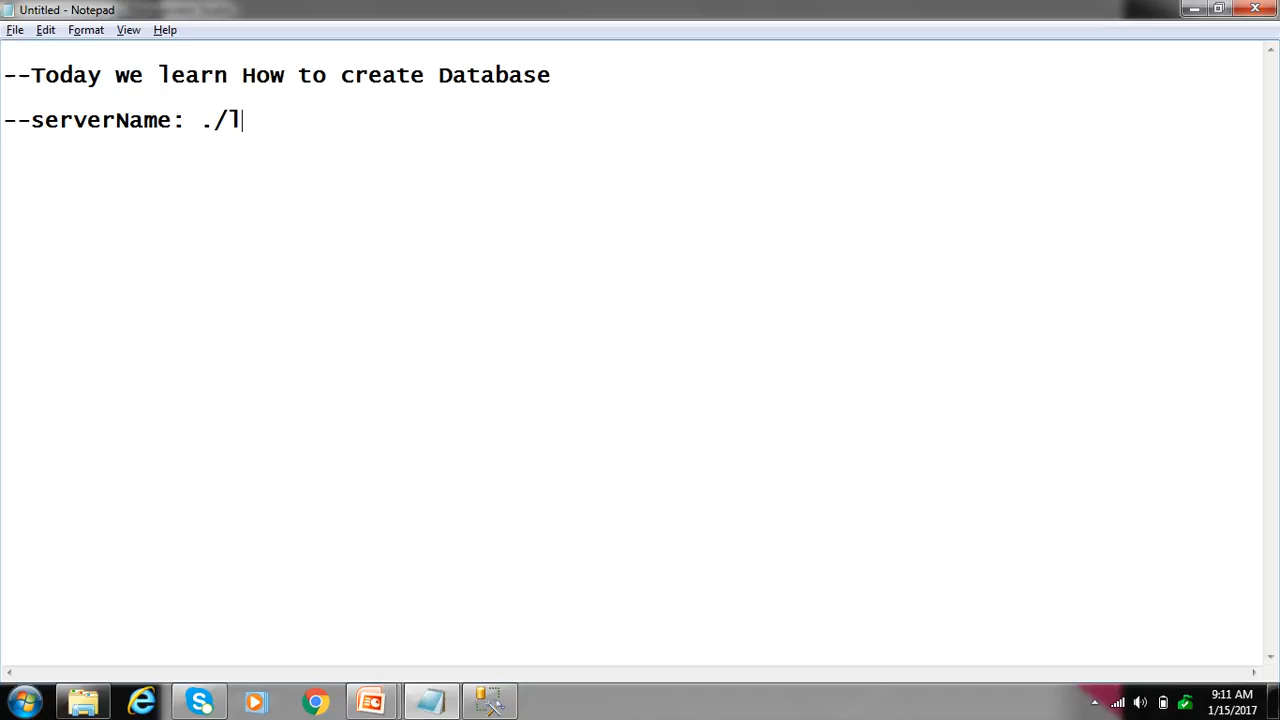 Untitled - Notepad
File Edit Format View Help
--Today we learn How to create Database
--serverName: ./l
9:11 AM
1/15/2017